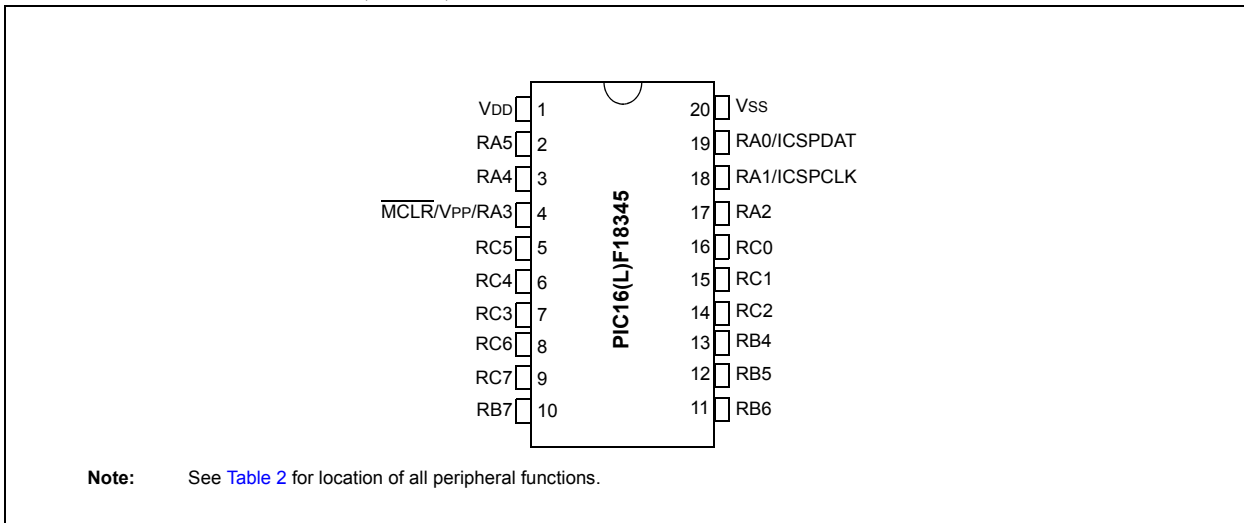 VDD 1 20 VSS
RA5 2 19 RA0/ICSPDAT
RA4 3 18 RA1/ICSPCLK
MCLR/VPP/RA3 4 17 RA2
RC5 5 16 RC0
RC4 6 15 RC1
RC3 7 14 RC2
RC6 8 13 RB4
RC7 9 12 RB5
RB7 10 11 RB6
PIC16(L)F18345
Note: See Table 2 for location of all peripheral functions.